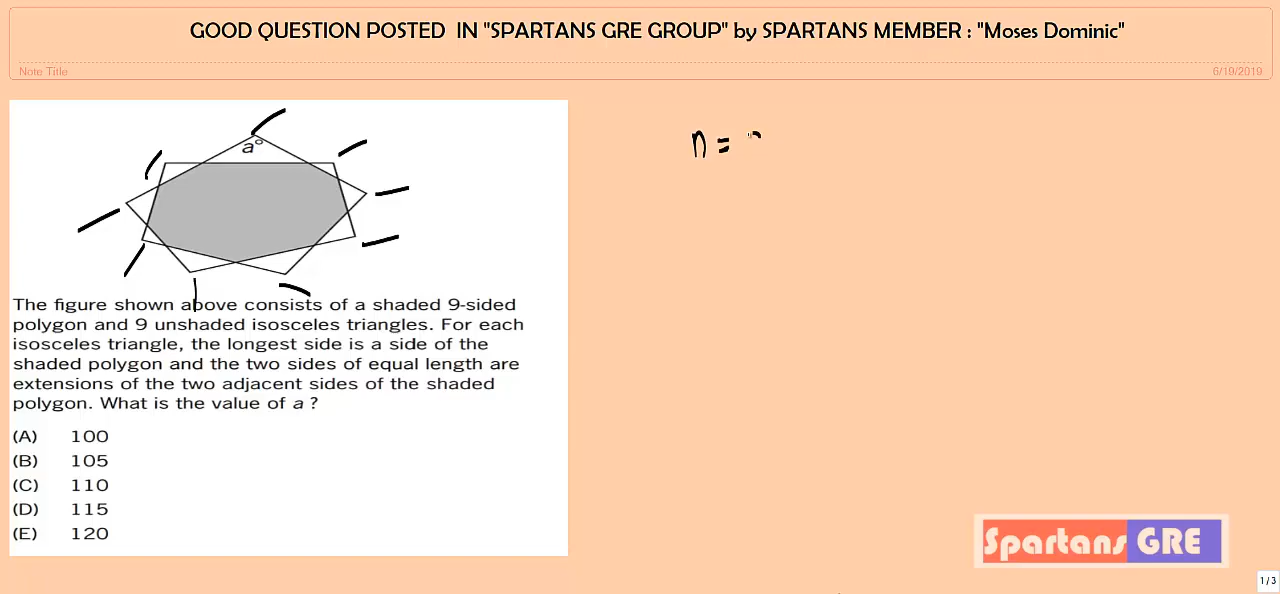 GOOD QUESTION POSTED IN "SPARTANS GRE GROUP" by SPARTANS MEMBER : "Moses Dominic"
Note Title
6/19/2019
a°
n =
The figure shown above consists of a shaded 9-sided
polygon and 9 unshaded isosceles triangles. For each
isosceles triangle, the longest side is a side of the
shaded polygon and the two sides of equal length are
extensions of the two adjacent sides of the shaded
polygon. What is the value of a ?
(A) 100
(B) 105
(C) 110
(D) 115
(E) 120
Spartans GRE
1 / 3